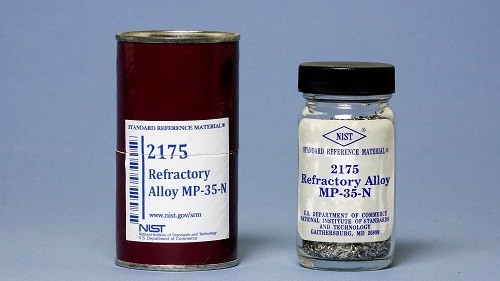 STANDARD REFERENCE MATERIAL®
2175
Refractory
Alloy MP-35-N
www.nist.gov/srm
NIST
National Institute of Standards and Technology
U.S. Department of Commerce
NIST®
STANDARD REFERENCE MATERIAL®
2175
Refractory Alloy
MP-35-N
U.S. DEPARTMENT OF COMMERCE
NATIONAL INSTITUTE OF STANDARDS
AND TECHNOLOGY
GAITHERSBURG, MD 20899